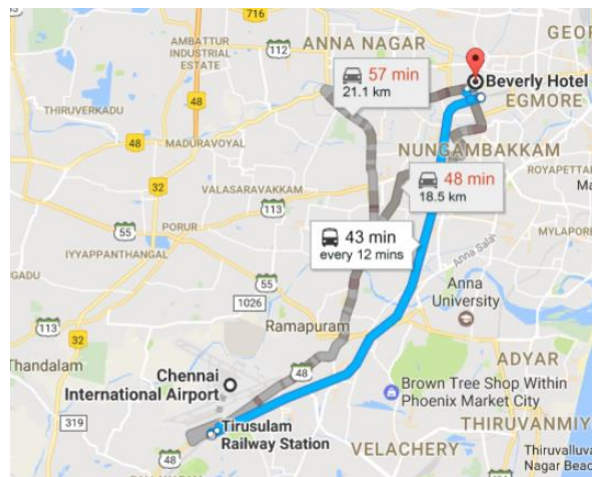 716
GEO
AMBATTUR
INDUSTRIAL
ESTATE
112
ANNA NAGAR
57 min
21.1 km
Beverly Hotel
EGMORE
THIRUVERKADU
48
48
MADURAVOYAL
NUNGAMBAKKAM
ROYAPETTA
Ma
48 min
18.5 km
32
VALASARAVAKKAM
113
PORUR
55
43 min
every 12 mins
MYLAPOR
IYYAPPANTHANGAL
Anna Salai
GADU
55
Anna
University
1026
Ramapuram
113
32
Thandalam
48
ADYAR
Chennai
International Airport
Brown Tree Shop Within
Phoenix Market
City
319
Tirusulam
Railway Station
THIRUVANMIY
VELACHERY
Thiruvalluva
Nagar Beac
48